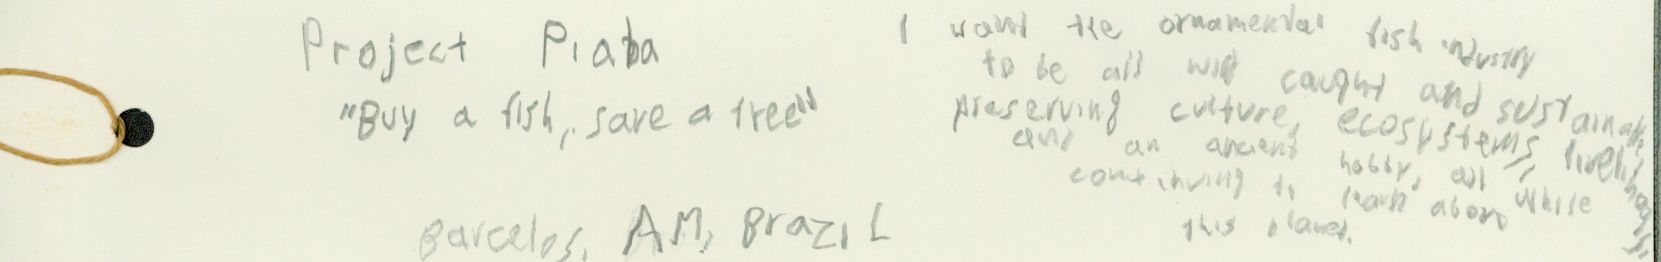 Project Piaba
"Buy a fish, save a tree"
Barcelos, AM, Brazil
I want the ornamental fish industry
to be all wild caught and sustainable,
preserving culture, ecosystems, livelihoods,
and an ancient hobby, all while
continuing to learn about
this planet.